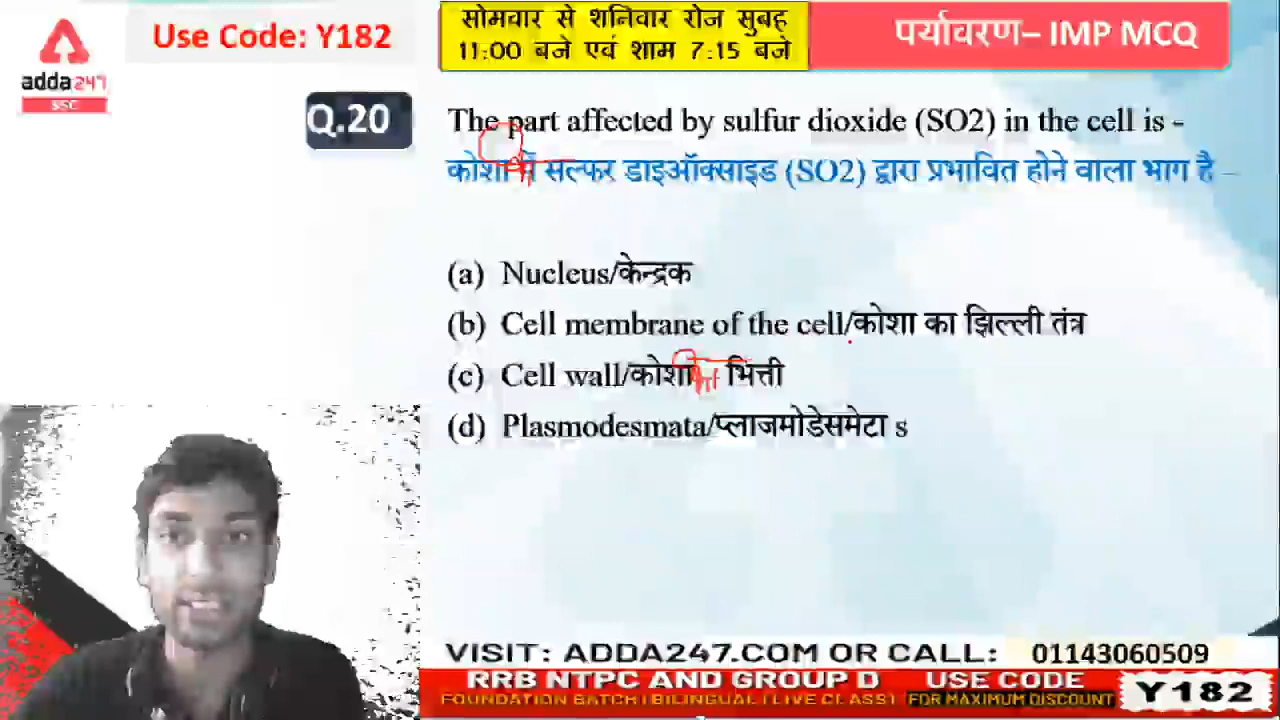 adda247
SSC
Use Code: Y182
सोमवार से शनिवार रोज सुबह
11:00 बजे एवं शाम 7:15 बजे
पर्यावरण– IMP MCQ
Q.20
The part affected by sulfur dioxide (SO2) in the cell is -
कोशा में सल्फर डाइऑक्साइड (SO2) द्वारा प्रभावित होने वाला भाग है –
(a) Nucleus/केन्द्रक
(b) Cell membrane of the cell/कोशा का झिल्ली तंत्र
(c) Cell wall/कोशा भित्ती
(d) Plasmodesmata/प्लाजमोडेसमेटा s
VISIT: ADDA247.COM OR CALL: 01143060509
RRB NTPC AND GROUP D USE CODE
FOUNDATION BATCH | BILINGUAL (LIVE CLASS) FOR MAXIMUM DISCOUNT
Y182